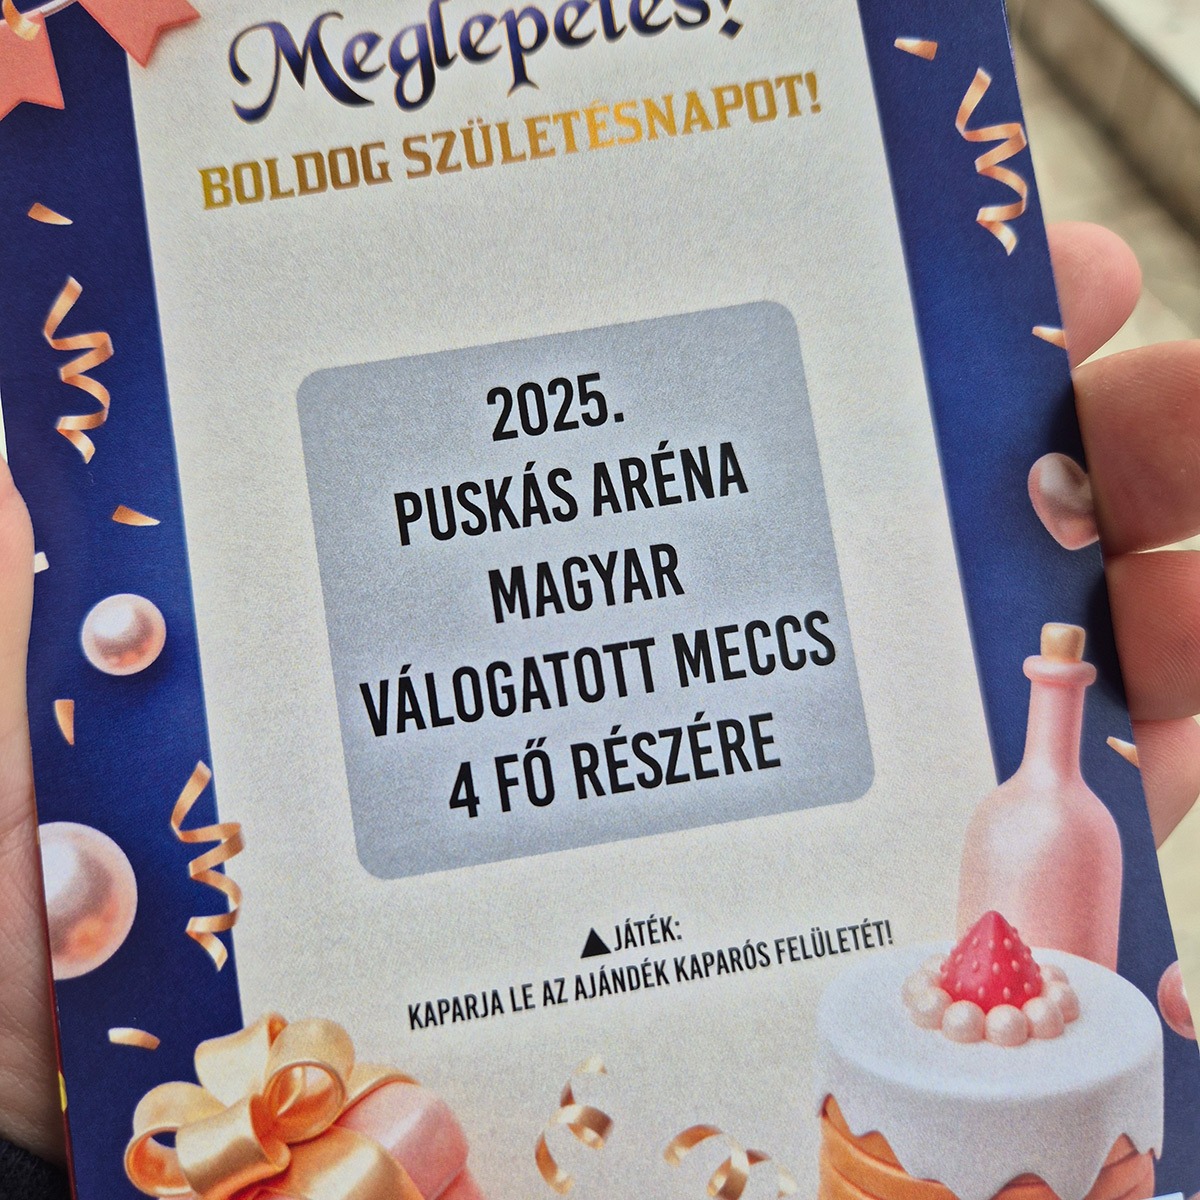 Meglepetés!
BOLDOG SZÜLETÉSNAPOT!
2025.
PUSKÁS ARÉNA
MAGYAR
VÁLOGATOTT MECCS
4 FŐ RÉSZÉRE
▲JÁTÉK:
KAPARJA LE AZ AJÁNDÉK KAPARÓS FELÜLETÉT!